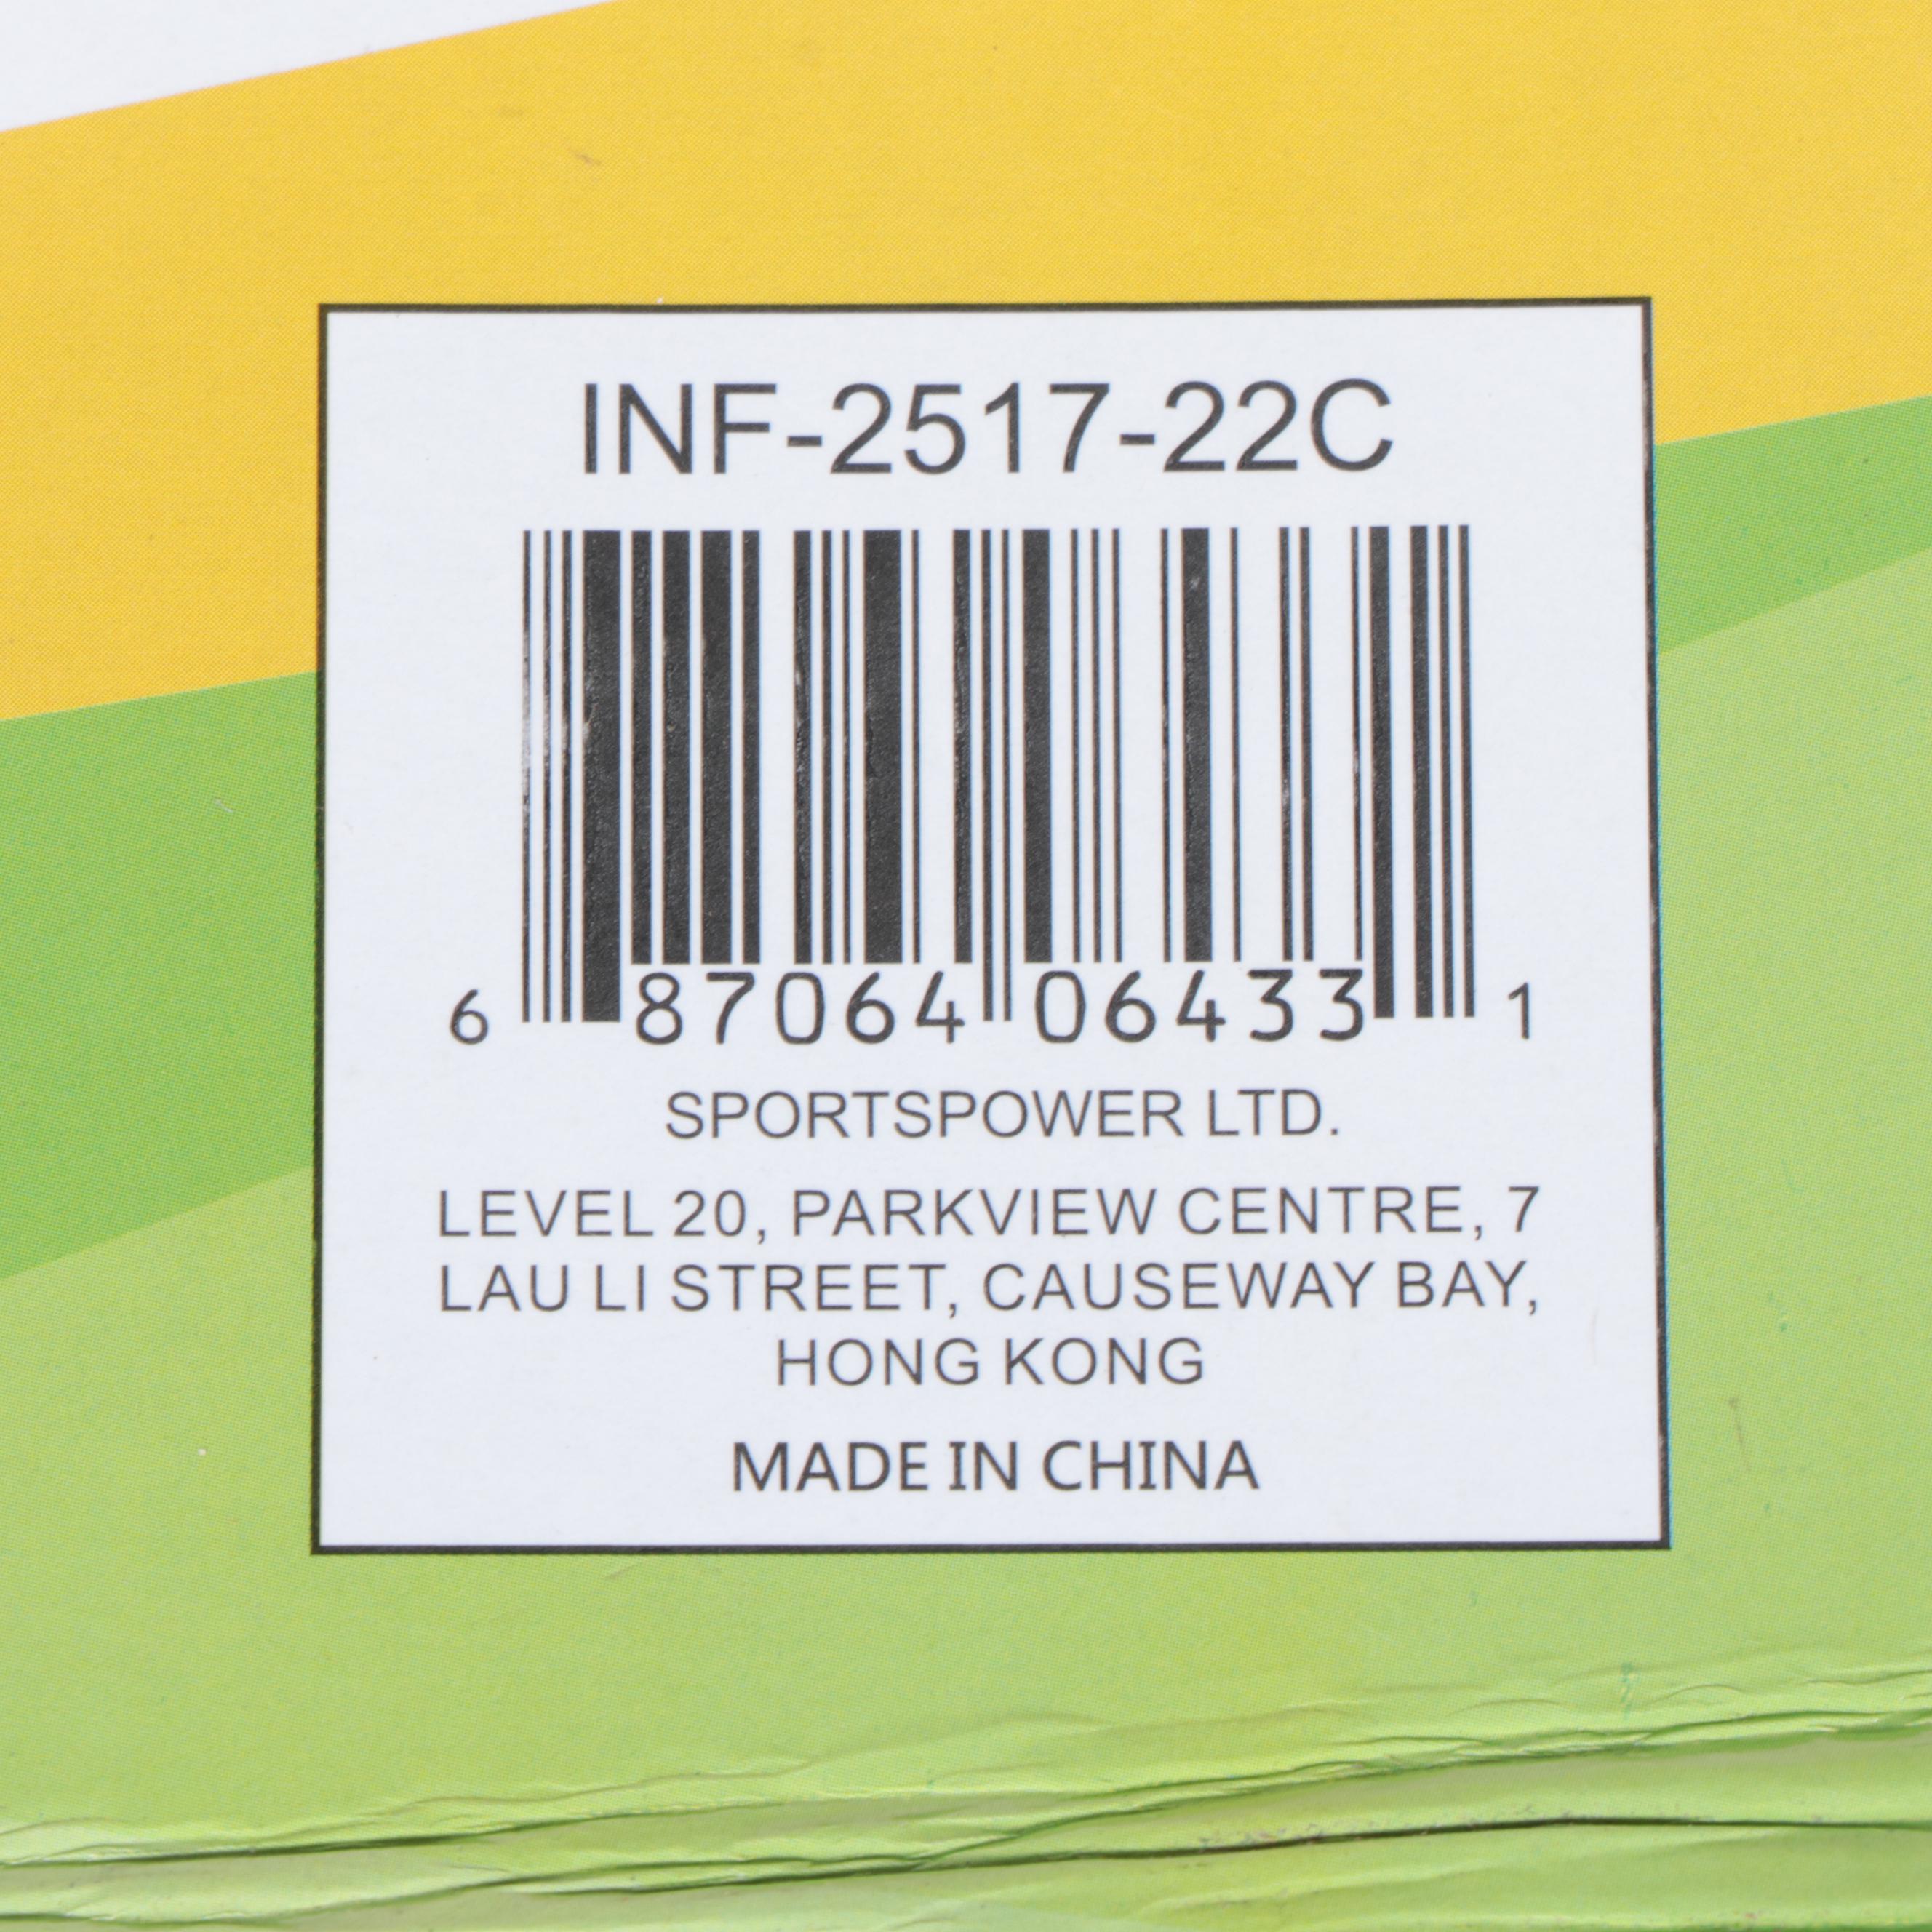 INF-2517-22C
6 87064 06433 1
SPORTSPOWER LTD.
LEVEL 20, PARKVIEW CENTRE, 7
LAU LI STREET, CAUSEWAY BAY,
HONG KONG
MADE IN CHINA